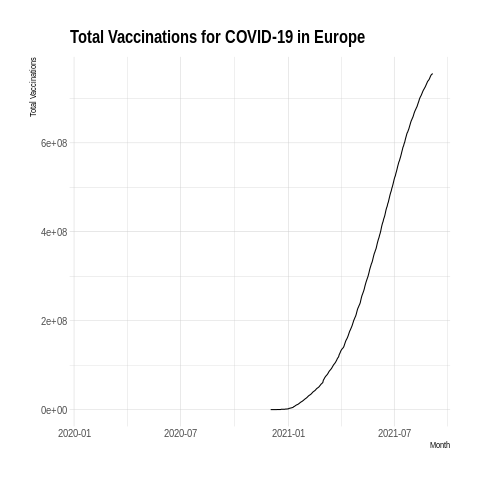 Total Vaccinations for COVID-19 in Europe
Total Vaccinations
6e+08
4e+08
2e+08
0e+00
2020-01 2020-07 2021-01 2021-07
Month